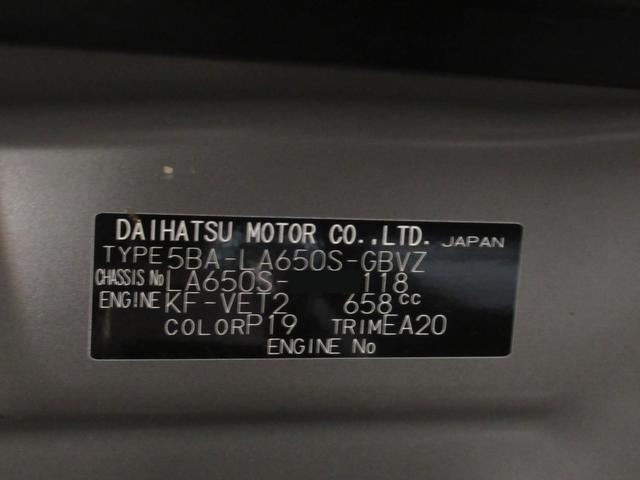 DAIHATSU MOTOR CO.,LTD. JAPAN
TYPE 5BA-LA650S-GBVZ
CHASSIS No LA650S- 118
ENGINE KF-VET2 658cc
COLOR P19 TRIM EA20
ENGINE No